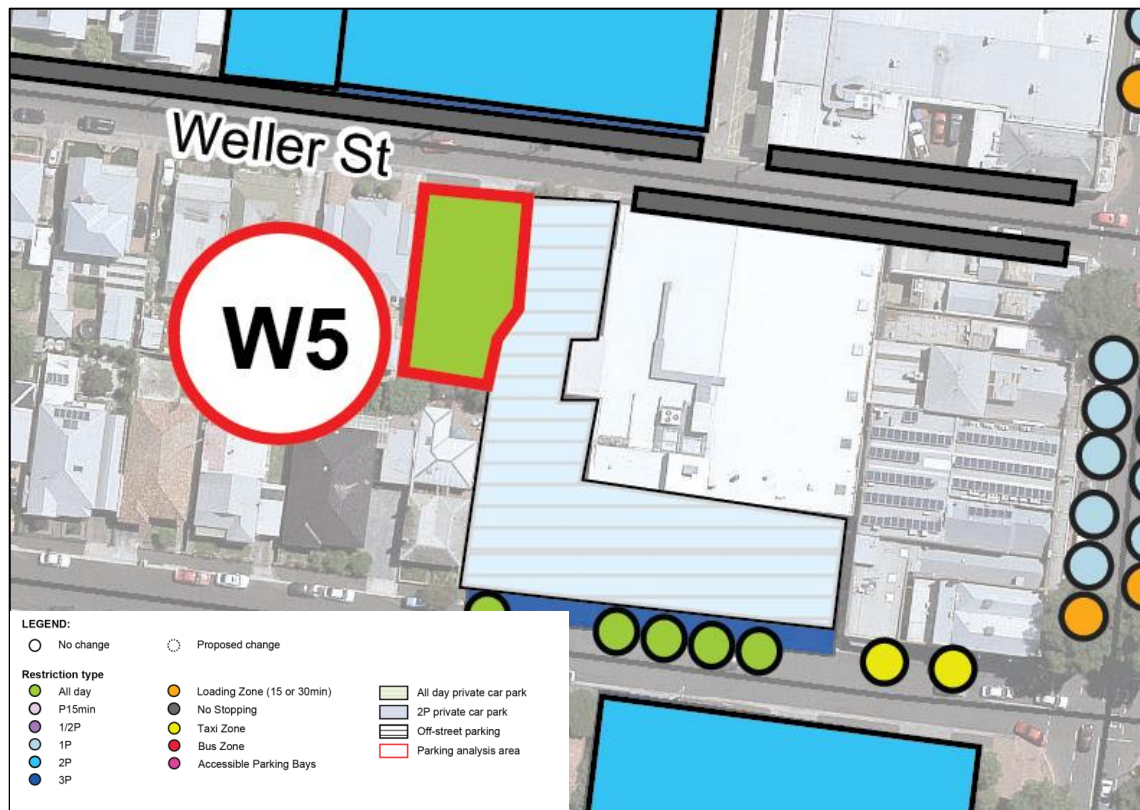 Weller St
W5
LEGEND:
No change
Proposed change
Restriction type
All day
P15min
1/2P
1P
2P
3P
Loading Zone (15 or 30min)
No Stopping
Taxi Zone
Bus Zone
Accessible Parking Bays
All day private car park
2P private car park
Off-street parking
Parking analysis area